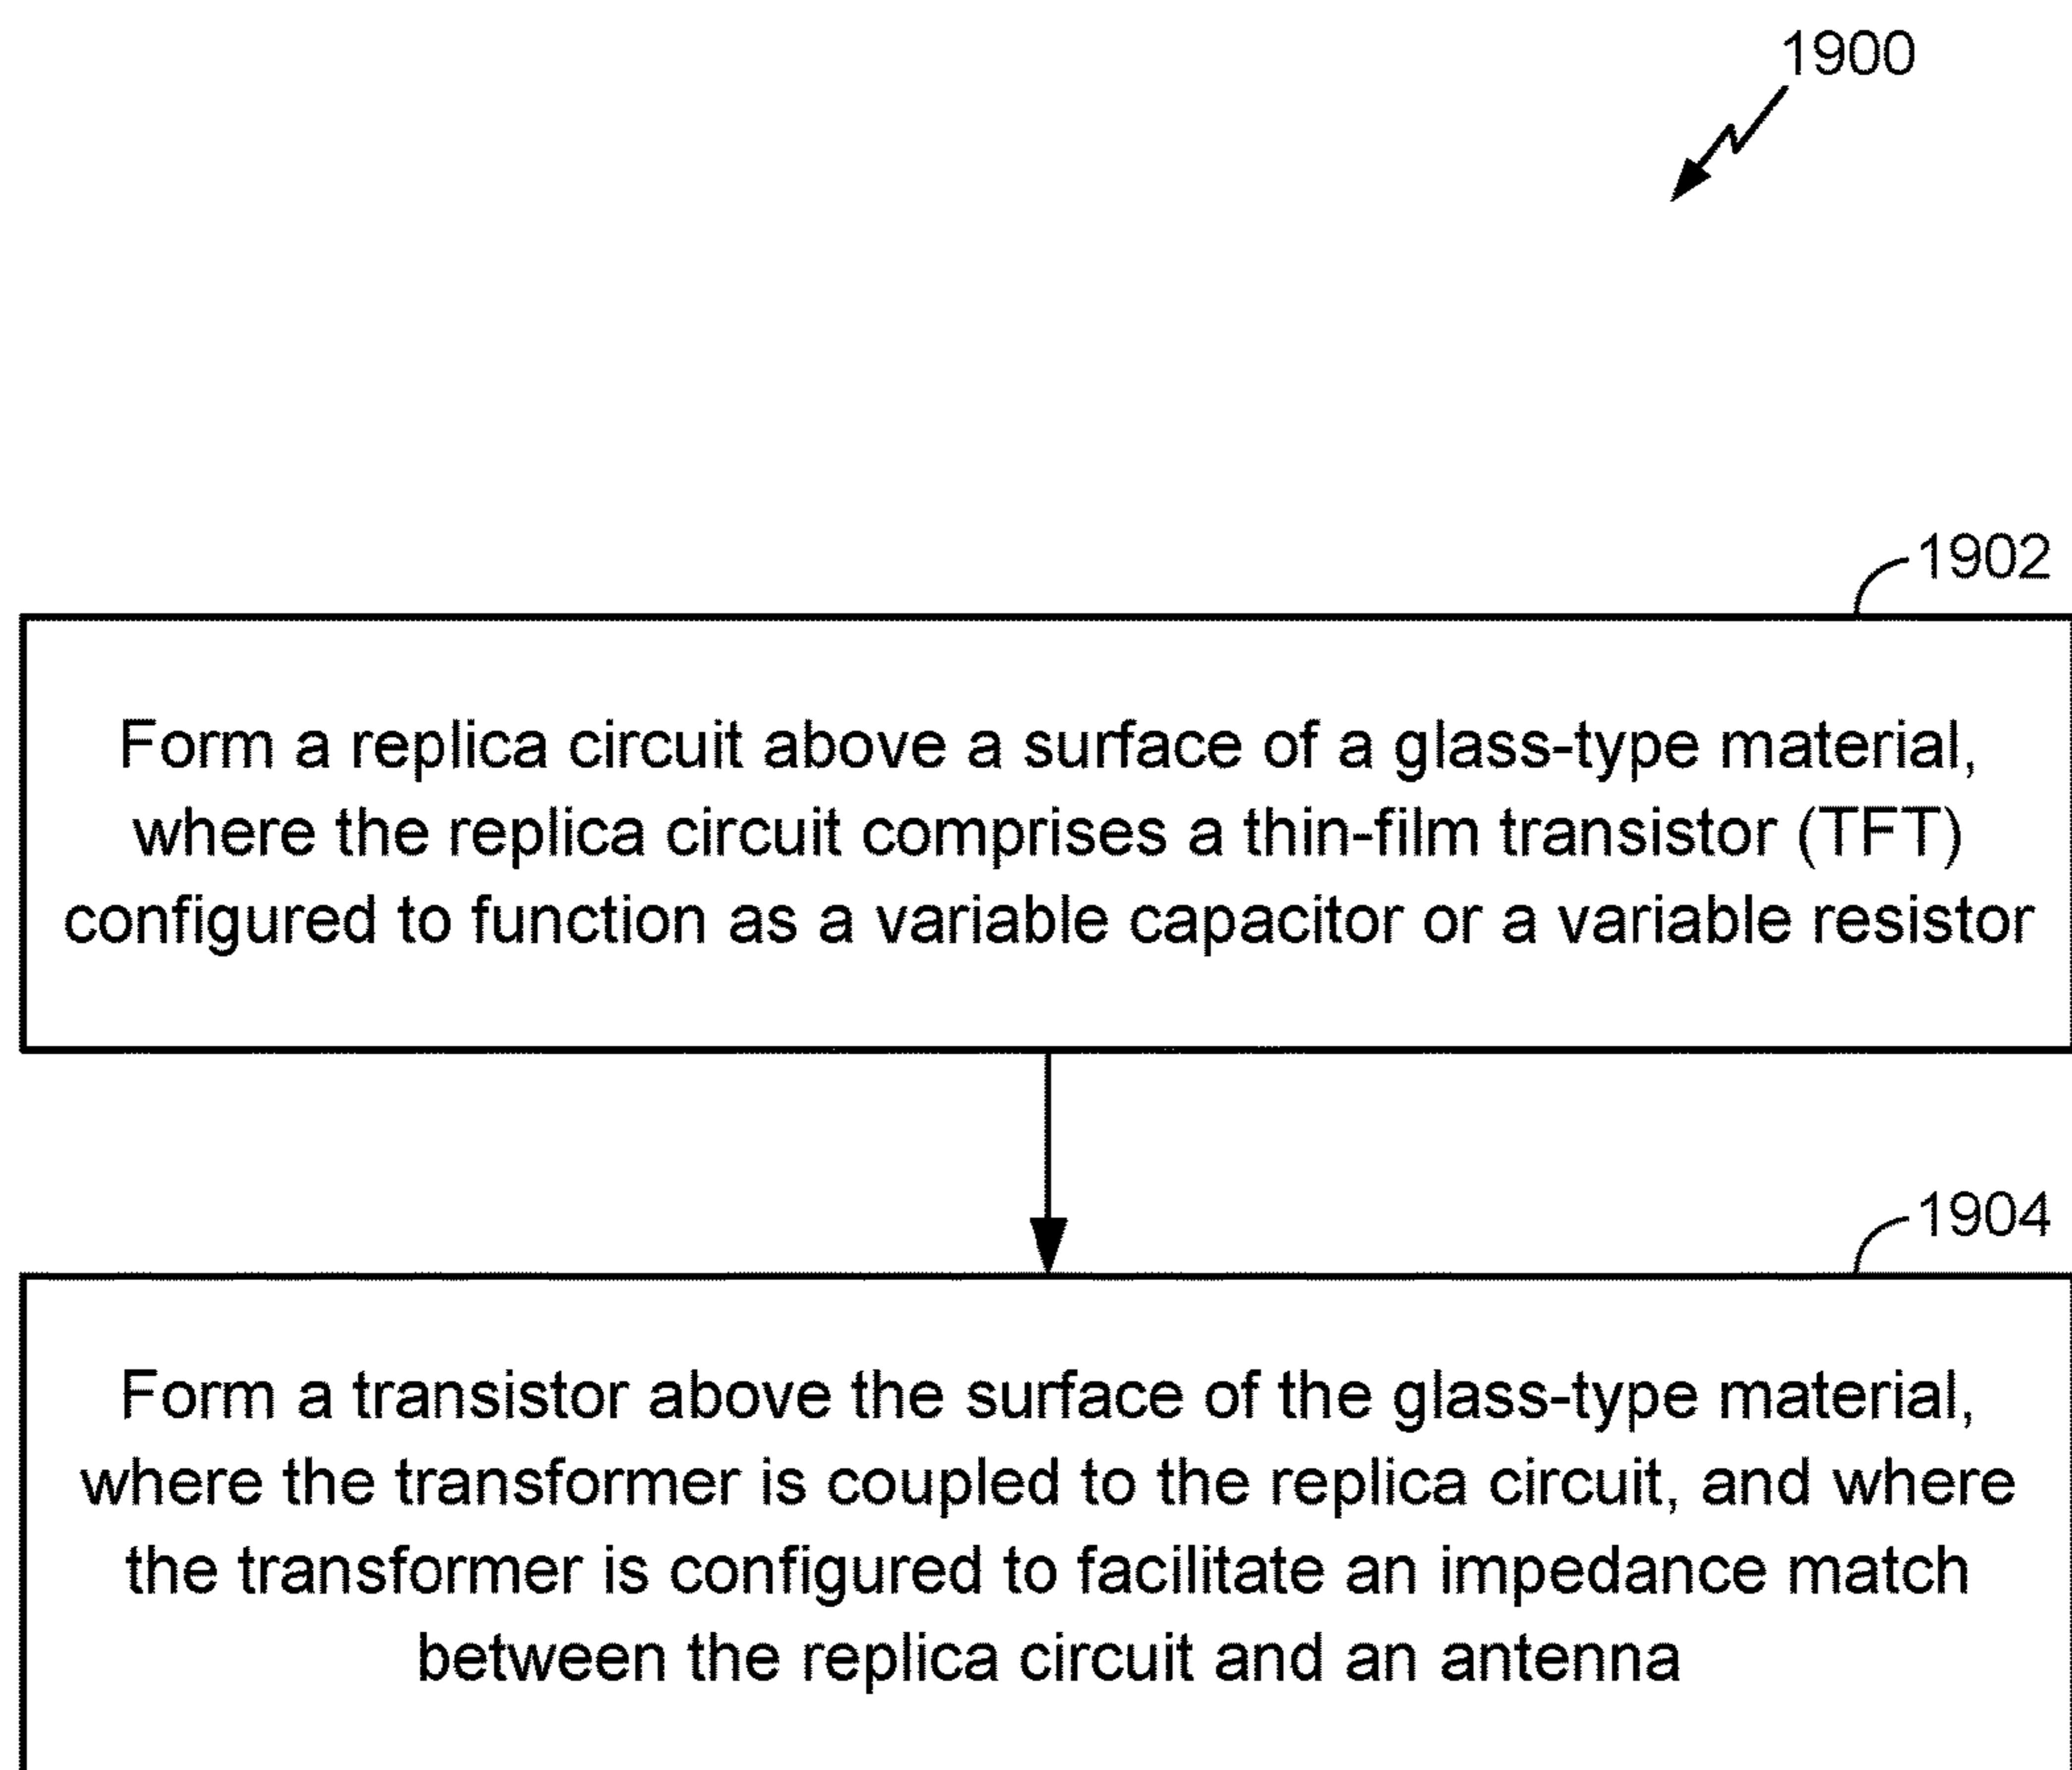 1900
1902
Form a replica circuit above a surface of a glass-type material,
where the replica circuit comprises a thin-film transistor (TFT)
configured to function as a variable capacitor or a variable resistor
1904
Form a transistor above the surface of the glass-type material,
where the transformer is coupled to the replica circuit, and where
the transformer is configured to facilitate an impedance match
between the replica circuit and an antenna